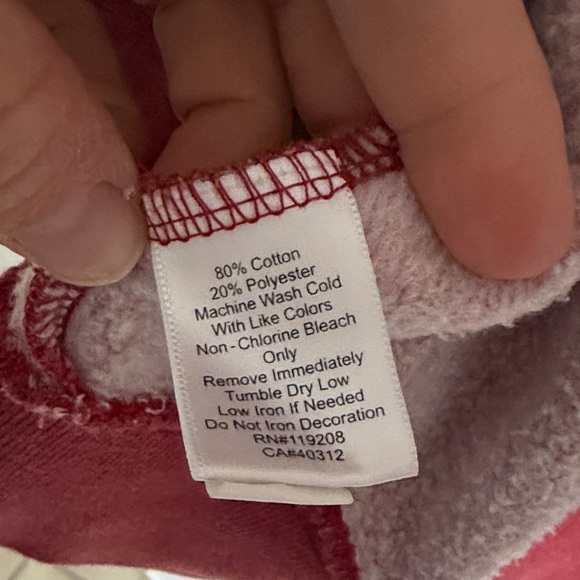 80% Cotton
20% Polyester
Machine Wash Cold
With Like Colors
Non-Chlorine Bleach
Only
Remove Immediately
Tumble Dry Low
Low Iron If Needed
Do Not Iron Decoration
RN#119208
CA#40312